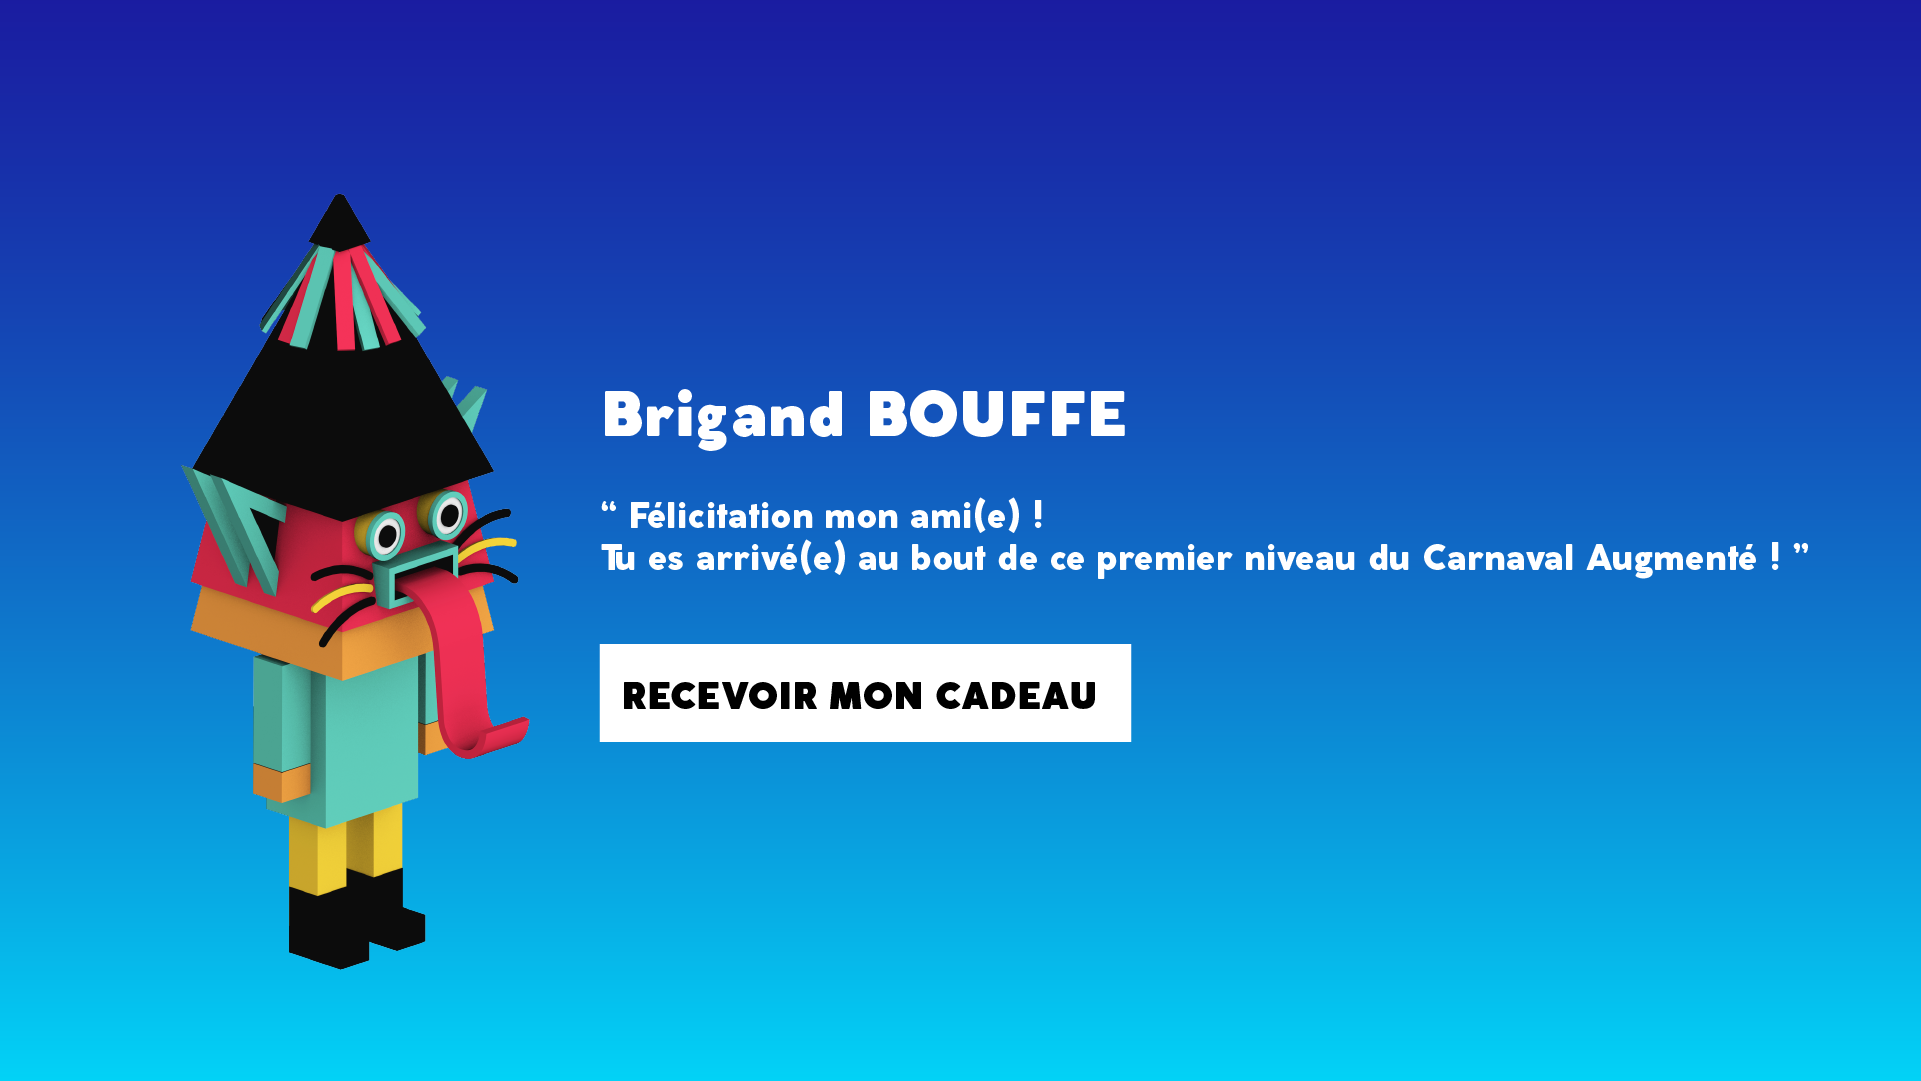 Brigand BOUFFE
“ Félicitation mon ami(e) !
Tu es arrivé(e) au bout de ce premier niveau du Carnaval Augmenté ! ”
RECEVOIR MON CADEAU